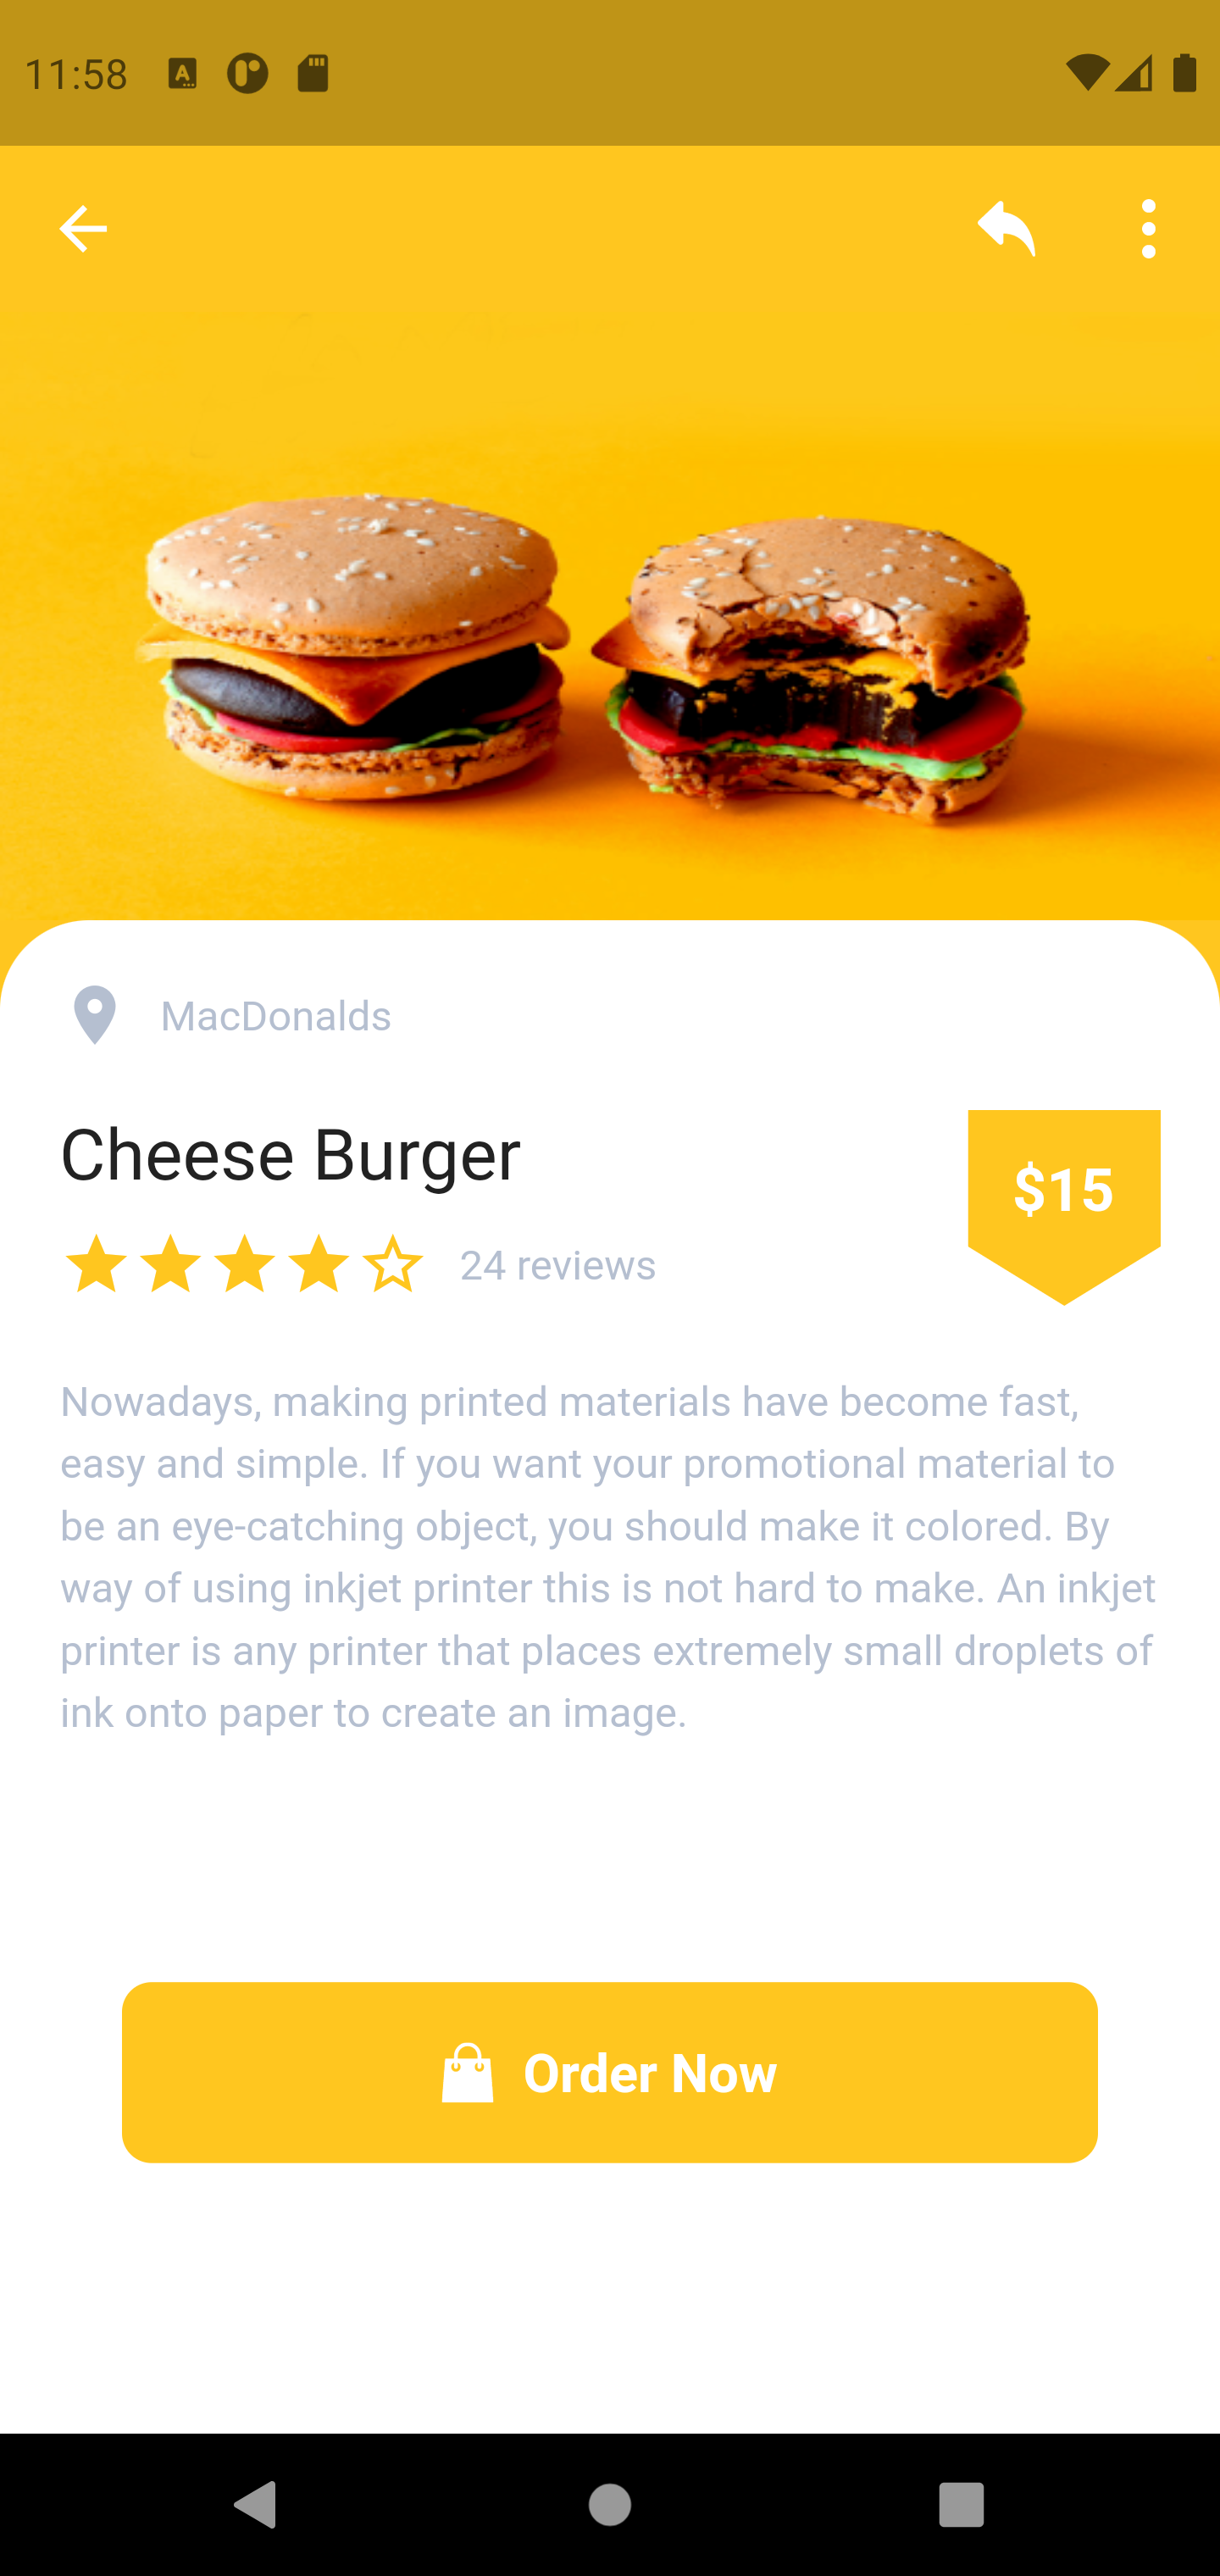 11:58
MacDonalds
Cheese Burger
$15
24 reviews
Nowadays, making printed materials have become fast,
easy and simple. If you want your promotional material to
be an eye-catching object, you should make it colored. By
way of using inkjet printer this is not hard to make. An inkjet
printer is any printer that places extremely small droplets of
ink onto paper to create an image.
Order Now